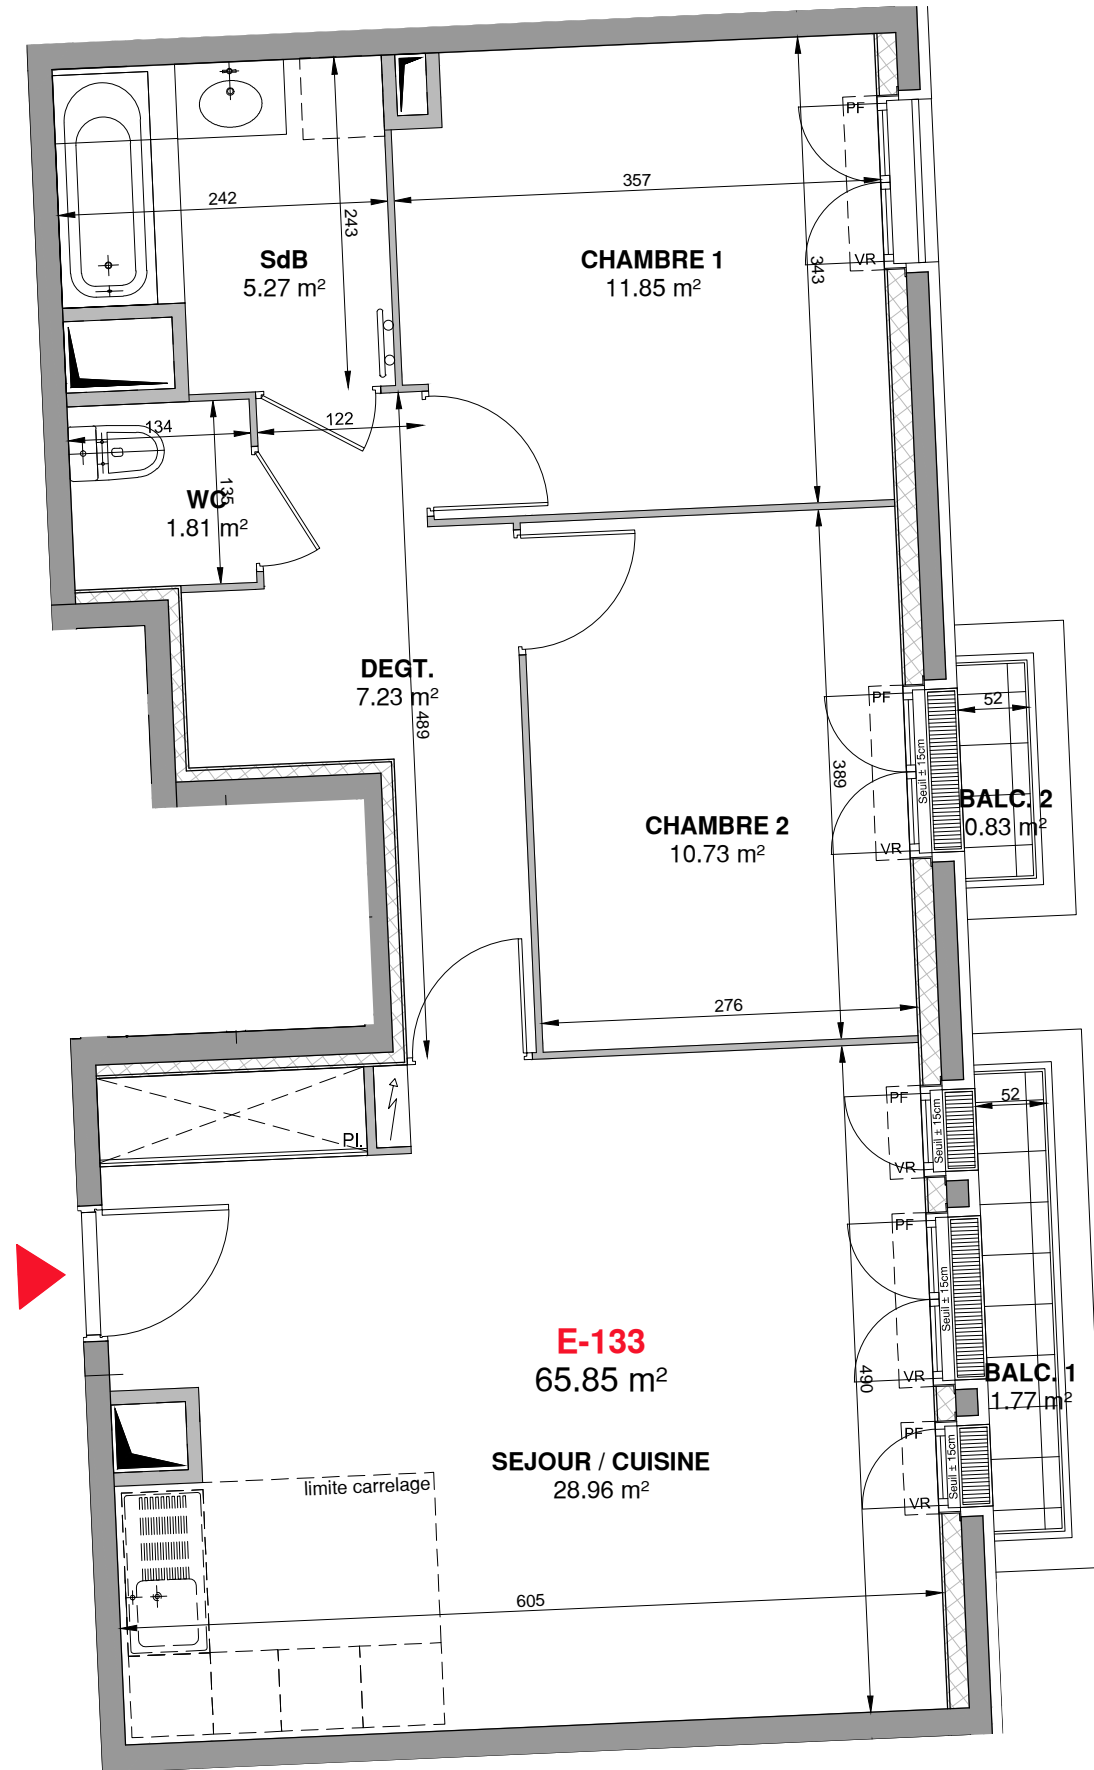 PF
357
242
243
SdB
5.27 m²
CHAMBRE 1
11.85 m²
VR
343
134
122
135
WC
1.81 m²
DEGT.
7.23 m²
489
PF
52
Seuil ± 15cm
389
BALC. 2
0.83 m²
CHAMBRE 2
10.73 m²
VR
276
PF
52
Seuil ± 15cm
Pl.
VR
PF
Seuil ± 15cm
E-133
65.85 m²
VR
490
BALC. 1
1.77 m²
PF
SEJOUR / CUISINE
28.96 m²
Seuil ± 15cm
limite carrelage
VR
605